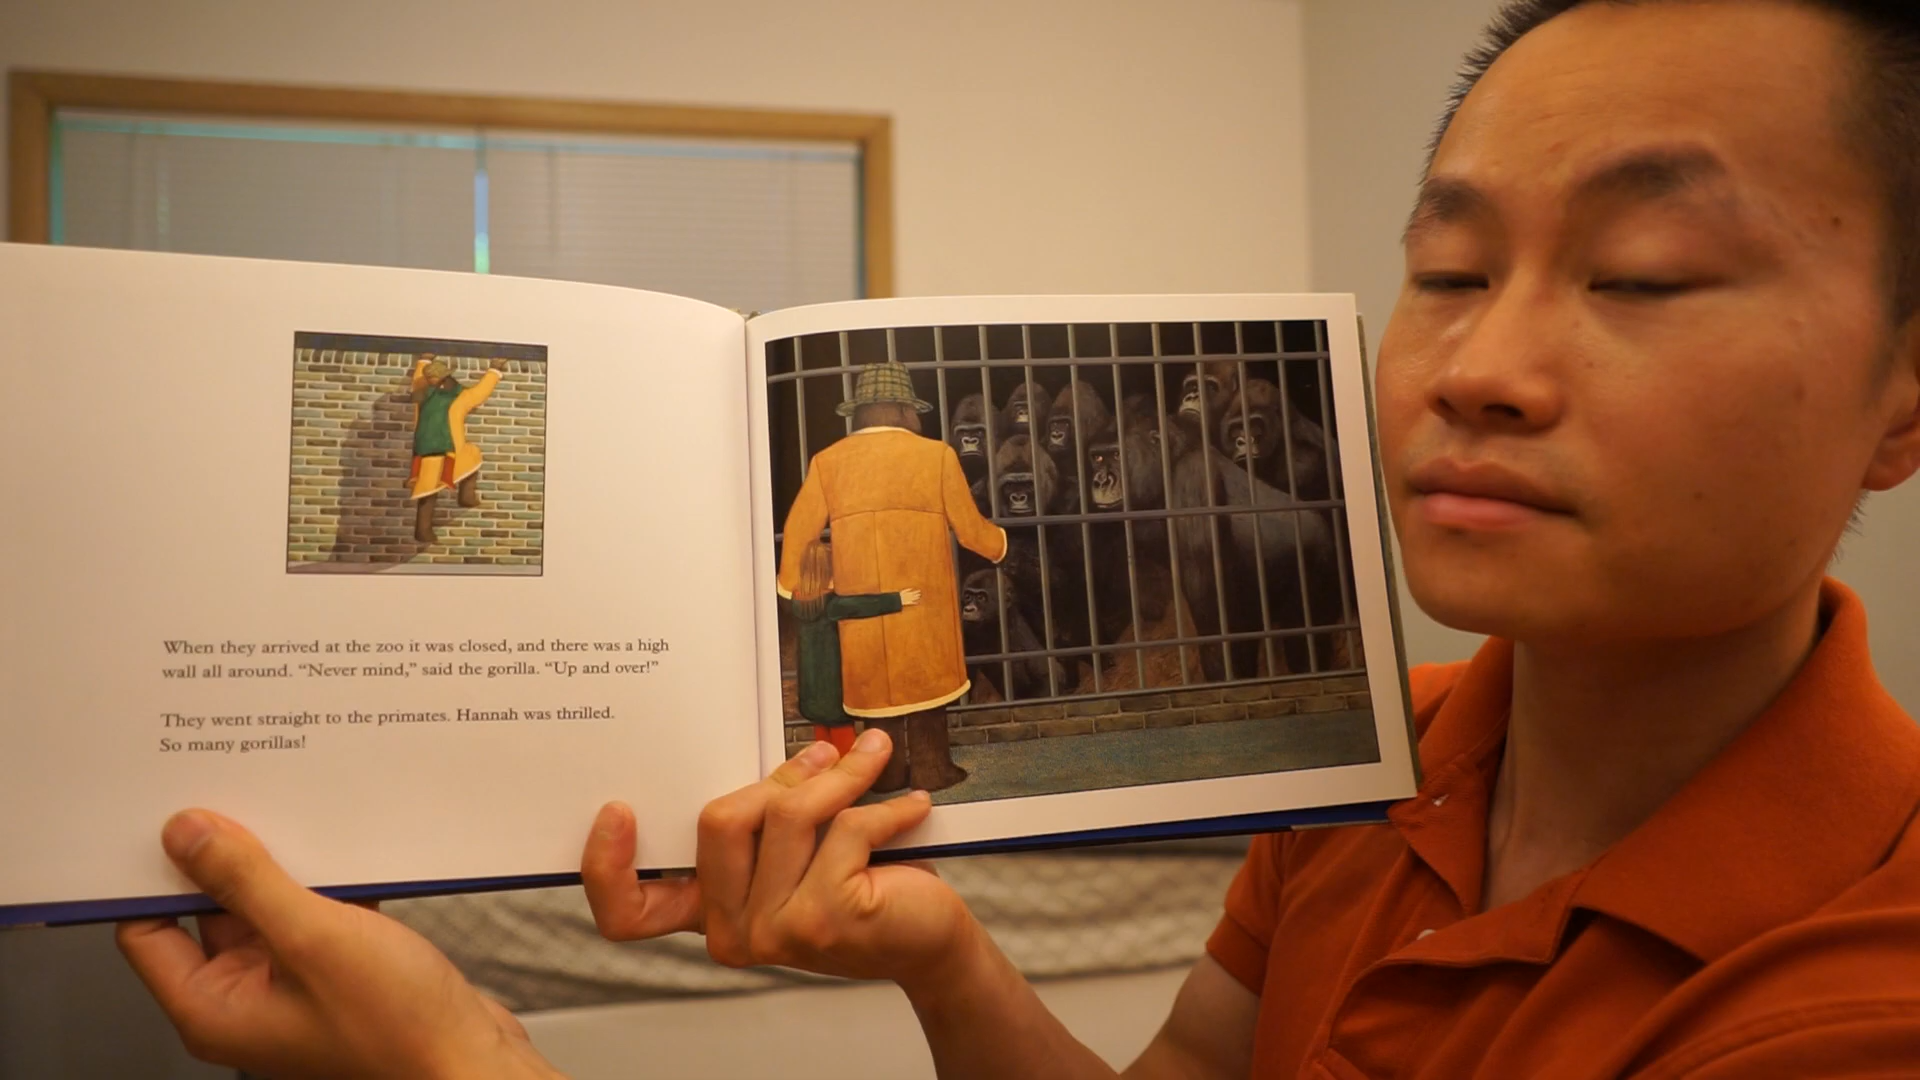 When they arrived at the zoo it was closed, and there was a high
wall all around. “Never mind,” said the gorilla. “Up and over!”
They went straight to the primates. Hannah was thrilled.
So many gorillas!